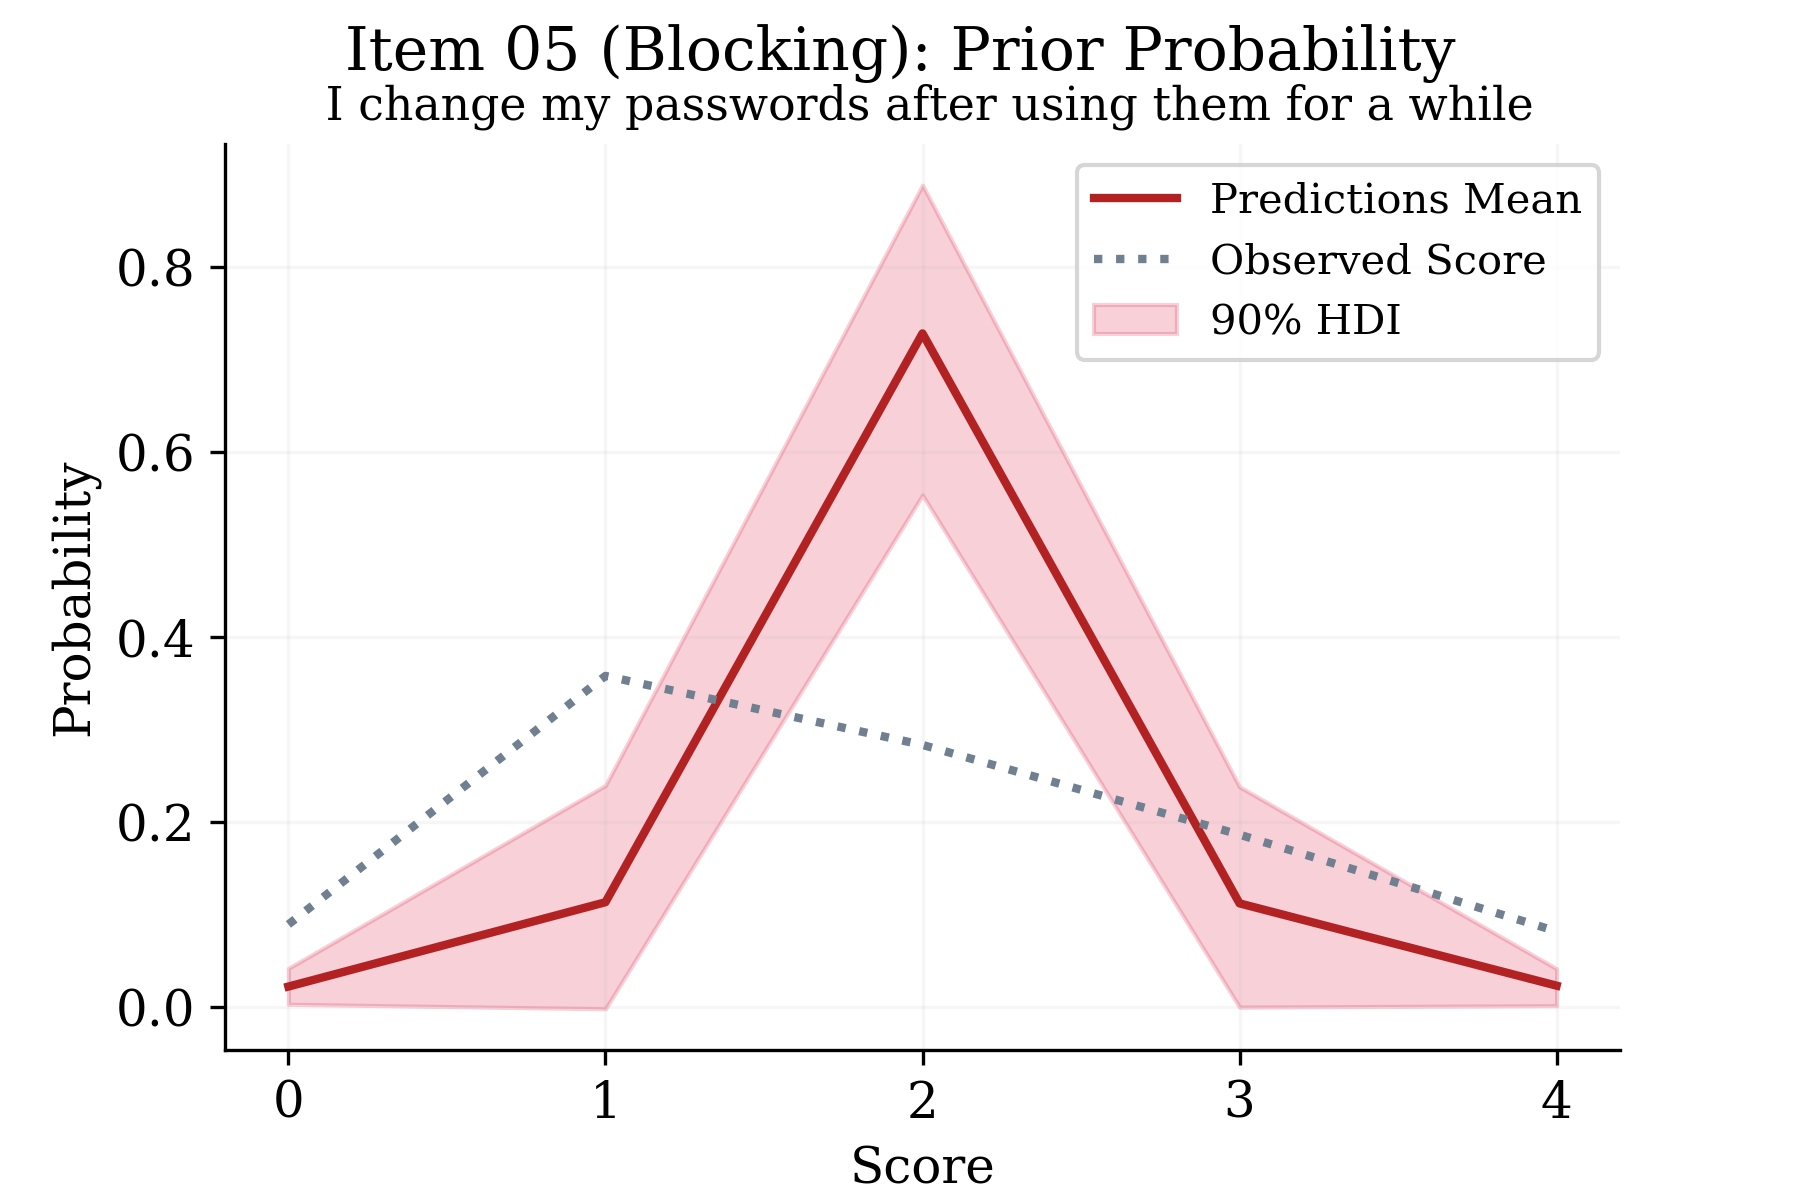 Item 05 (Blocking): Prior Probability
I change my passwords after using them for a while
Predictions Mean
Observed Score
90% HDI
Probability
0.8
0.6
0.4
0.2
0.0
0 1 2 3 4
Score